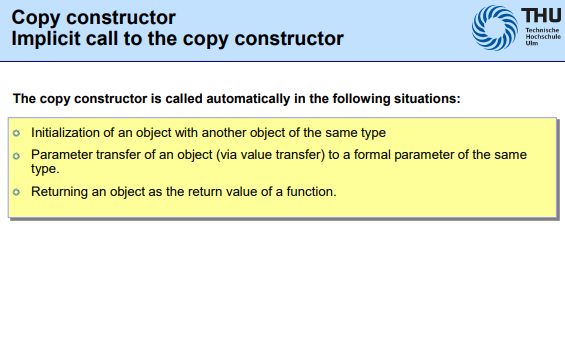 Copy constructor
Implicit call to the copy constructor
THU
Technische
Hochschule
Ulm
The copy constructor is called automatically in the following situations:
Initialization of an object with another object of the same type
Parameter transfer of an object (via value transfer) to a formal parameter of the same
type.
Returning an object as the return value of a function.